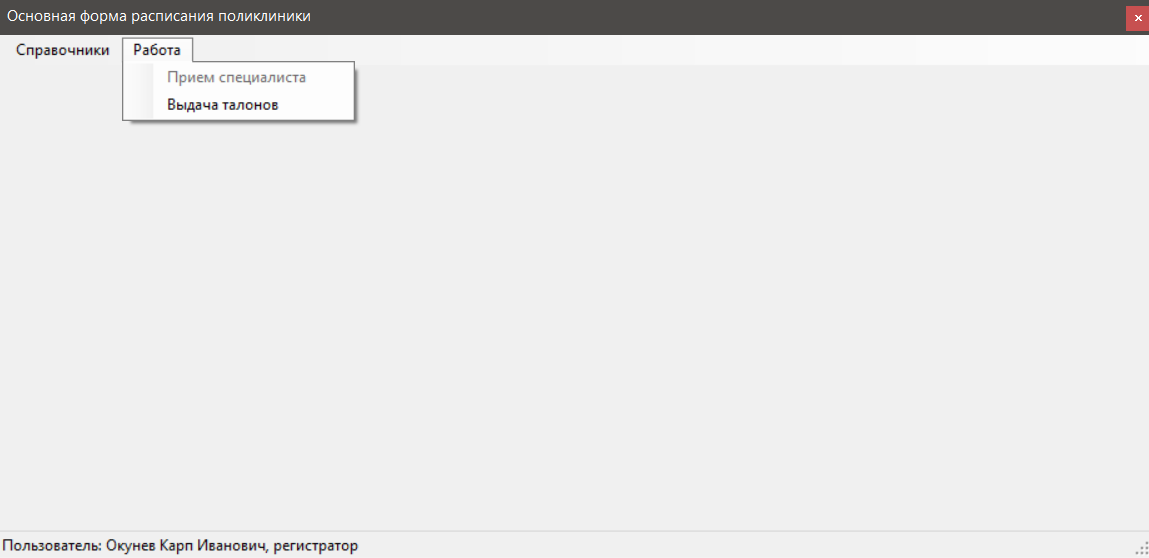 Основная форма расписания поликлиники
Справочники Работа
Прием специалиста
Выдача талонов
Пользователь: Окунев Карп Иванович, регистратор